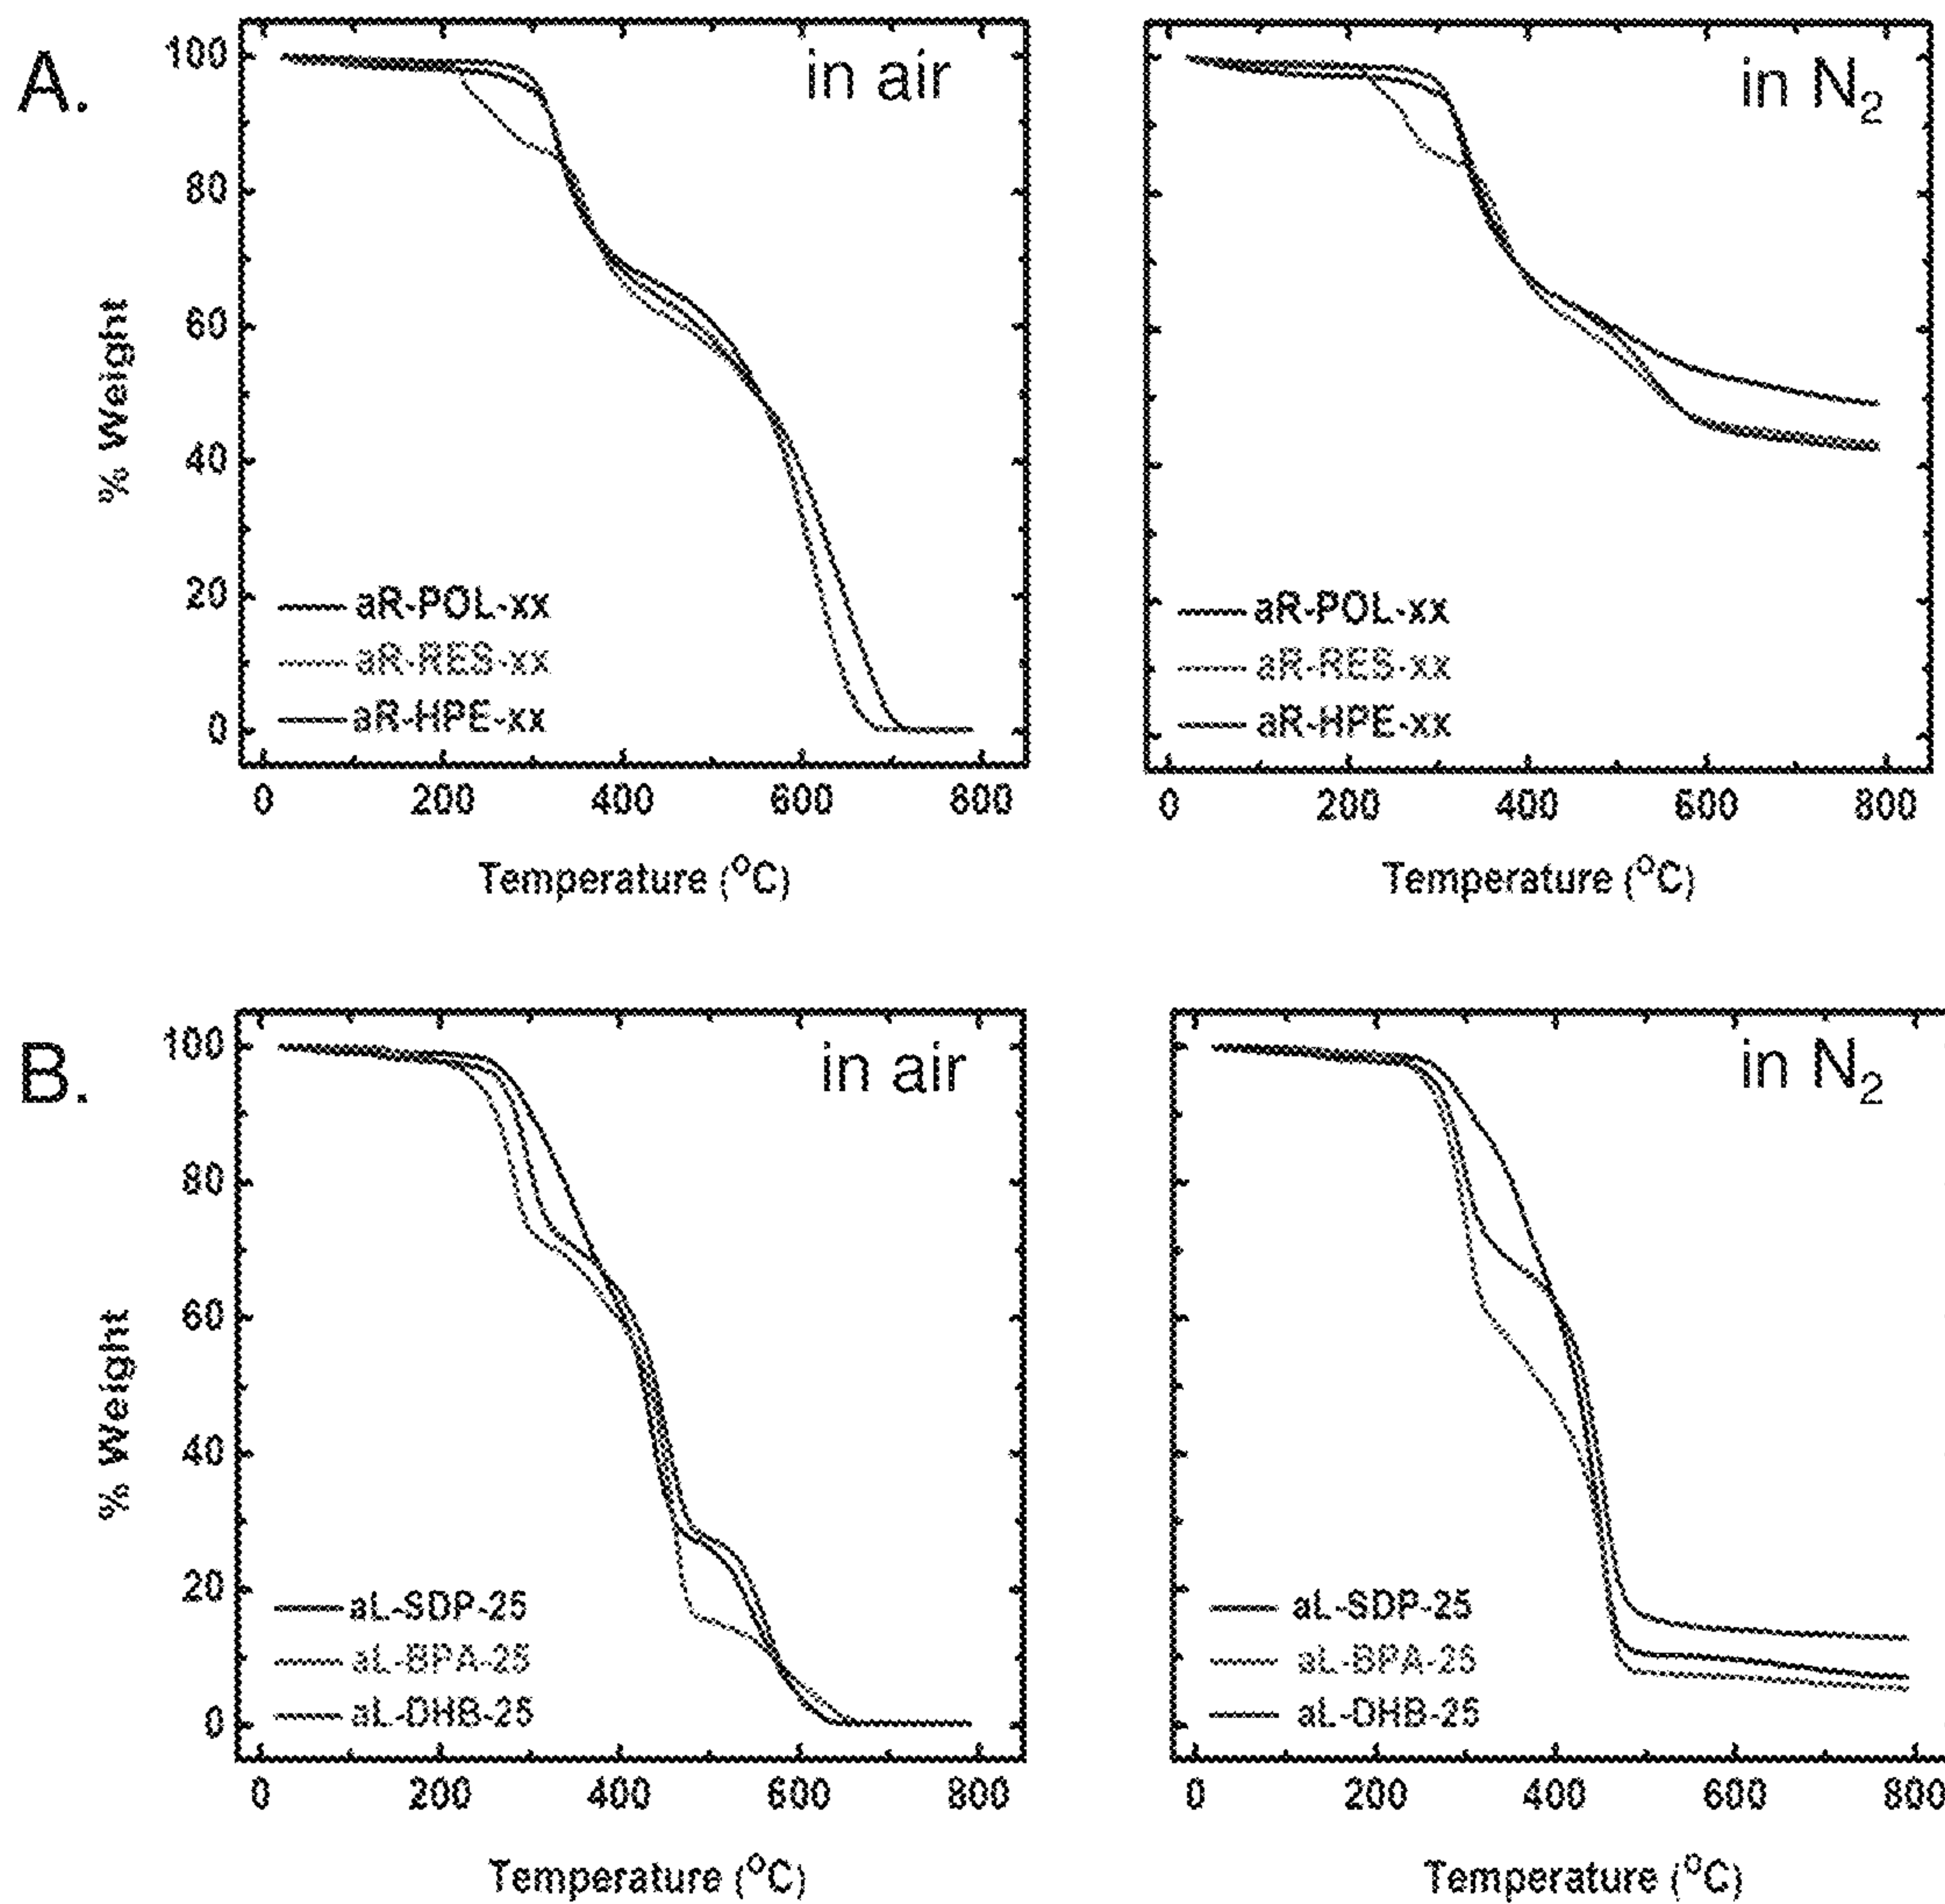 A.
in air
100
80
60
40
20
0
% Weight
aR-POL-xx
aR-RES-xx
aR-HPE-xx
0 200 400 600 800
Temperature (°C)
in N₂
aR-POL-xx
aR-RES-xx
aR-HPE-xx
0 200 400 600 800
Temperature (°C)
B.
in air
100
80
60
40
20
0
% Weight
aL-SDP-25
aL-BPA-25
aL-DHB-25
0 200 400 600 800
Temperature (°C)
in N₂
aL-SDP-25
aL-BPA-25
aL-DHB-25
0 200 400 600 800
Temperature (°C)